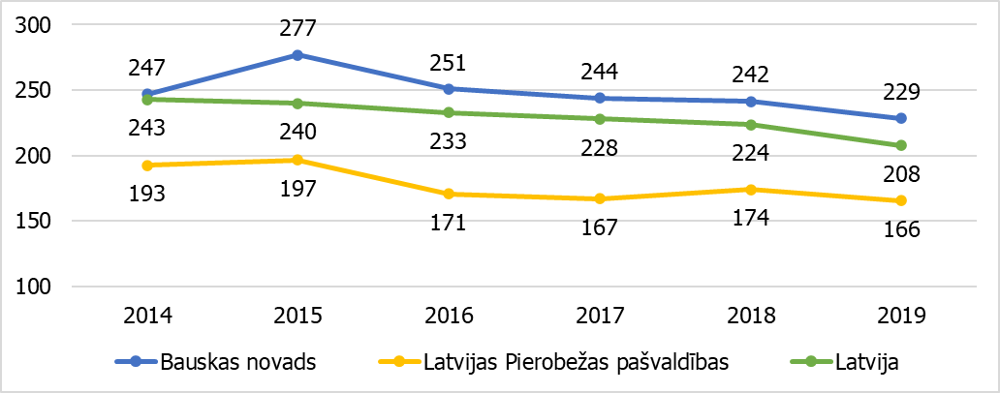 300
250
200
150
100
247 277 251 244 242 229
243 240 233 228 224 208
193 197 171 167 174 166
2014 2015 2016 2017 2018 2019
Bauskas novads Latvijas Pierobežas pašvaldības Latvija